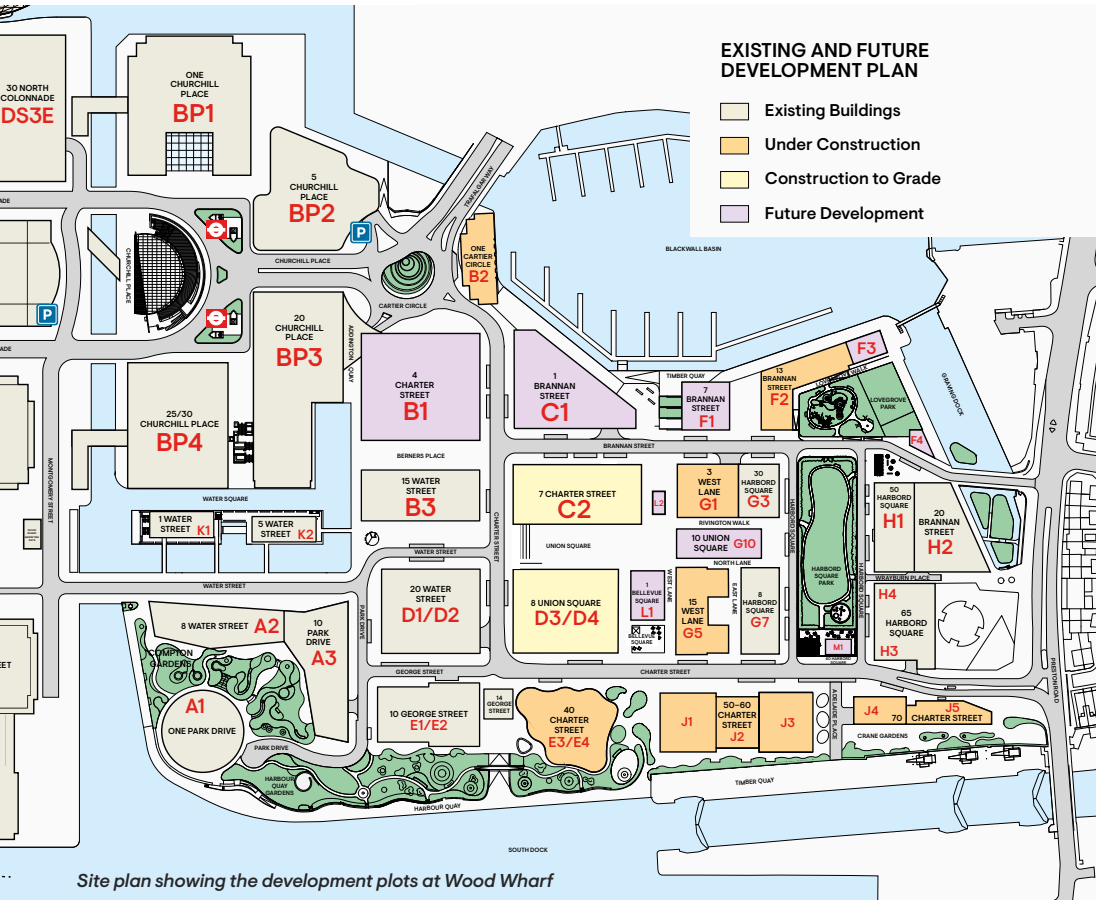 EXISTING AND FUTURE
DEVELOPMENT PLAN
Existing Buildings
Under Construction
Construction to Grade
Future Development
30 NORTH
COLONNADE
DS3E
ONE
CHURCHILL
PLACE
BP1
5
CHURCHILL
PLACE
BP2
P
TRAFALGAR WAY
ADE
CHURCHILL PLACE
CHURCHILL PLACE
ONE
CARTIER
CIRCLE
B2
BLACKWALL BASIN
P
CARTIER CIRCLE
20
CHURCHILL
PLACE
BP3
ADDINGTON QUAY
ADE
4
CHARTER
STREET
B1
1
BRANNAN
STREET
C1
TIMBER QUAY
7
BRANNAN
STREET
F1
13
BRANNAN
STREET
F2
F3
LOVEGROVE
PARK
GRAVING DOCK
F4
25/30
CHURCHILL PLACE
BP4
MONTGOMERY STREET
BERNERS PLACE
BRANNAN STREET
15 WATER
STREET
B3
CHARTER STREET
7 CHARTER STREET
C2
L2
3
WEST
LANE
G1
30
HARBORD
SQUARE
G3
HARBORD SQUARE
50
HARBORD
SQUARE
H1
20
BRANNAN
STREET
H2
WATER SQUARE
1 WATER
STREET K1
5 WATER
STREET K2
WATER STREET
UNION SQUARE
RIVINGTON WALK
10 UNION
SQUARE G10
NORTH LANE
HARBORD
SQUARE
PARK
HARBORD SQUARE
WRAYBURN PLACE
WATER STREET
20 WATER
STREET
D1/D2
PARK DRIVE
8 UNION SQUARE
D3/D4
1
BELLEVUE
SQUARE
L1
BELLEVUE
SQUARE
WEST LANE
15
WEST
LANE
G5
EAST LANE
8
HARBORD
SQUARE
G7
M1
60 HARBORD
SQUARE
H4
65
HARBORD
SQUARE
H3
8 WATER STREET A2
10
PARK
DRIVE
A3
COMPTON
GARDENS
EET
GEORGE STREET
CHARTER STREET
PRESTON ROAD
A1
ONE PARK DRIVE
PARK DRIVE
10 GEORGE STREET
E1/E2
14
GEORGE
STREET
40
CHARTER
STREET
E3/E4
J1
50-60
CHARTER
STREET
J2
J3
ADELAIDE PLACE
J4
J5
70 CHARTER STREET
CRANE GARDENS
HARBOUR
QUAY
GARDENS
HARBOUR QUAY
TIMBER QUAY
SOUTH DOCK
Site plan showing the development plots at Wood Wharf